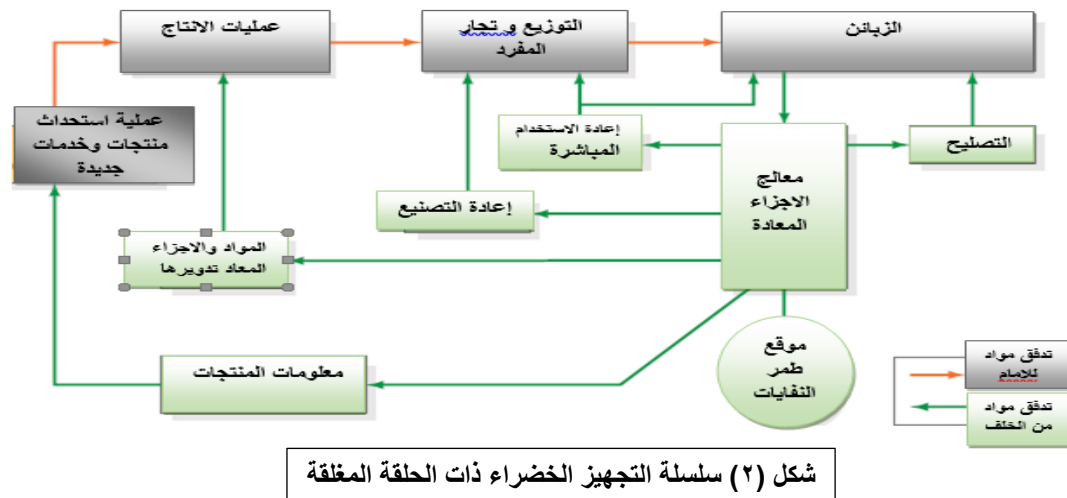 عمليات الانتاج
التوزيع و تجار
المفرد
الزبائن
عملية استحداث
منتجات وخدمات
جديدة
إعادة الاستخدام
المباشرة
التصليح
معالج
الاجزاء
المعادة
إعادة التصنيع
المواد والاجزاء
المعاد تدويرها
معلومات المنتجات
موقع
طمر
النفايات
تدفق مواد
للامام
تدفق مواد
من الخلف
شكل (٢) سلسلة التجهيز الخضراء ذات الحلقة المغلقة